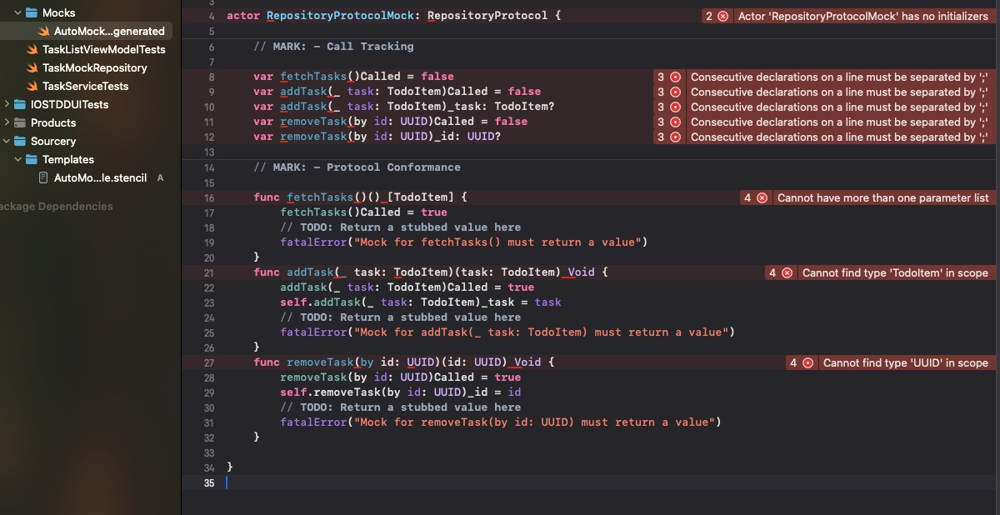 Mocks
AutoMock...generated
TaskListViewModelTests
TaskMockRepository
TaskServiceTests
IOSTDDUITests
Products
Sourcery
Templates
AutoMo...le.stencil A
ackage Dependencies
3
4 actor RepositoryProtocolMock: RepositoryProtocol { 2 Actor 'RepositoryProtocolMock' has no initializers
5
6 // MARK: - Call Tracking
7
8 var fetchTasks()Called = false 3 Consecutive declarations on a line must be separated by ';'
9 var addTask(_ task: TodoItem)Called = false 3 Consecutive declarations on a line must be separated by ';'
10 var addTask(_ task: TodoItem)_task: TodoItem? 3 Consecutive declarations on a line must be separated by ';'
11 var removeTask(by id: UUID)Called = false 3 Consecutive declarations on a line must be separated by ';'
12 var removeTask(by id: UUID)_id: UUID? 3 Consecutive declarations on a line must be separated by ';'
13
14 // MARK: - Protocol Conformance
15
16 func fetchTasks()() [TodoItem] { 4 Cannot have more than one parameter list
17 fetchTasks()Called = true
18 // TODO: Return a stubbed value here
19 fatalError("Mock for fetchTasks() must return a value")
20 }
21 func addTask(_ task: TodoItem)(task: TodoItem) Void { 4 Cannot find type 'TodoItem' in scope
22 addTask(_ task: TodoItem)Called = true
23 self.addTask(_ task: TodoItem)_task = task
24 // TODO: Return a stubbed value here
25 fatalError("Mock for addTask(_ task: TodoItem) must return a value")
26 }
27 func removeTask(by id: UUID)(id: UUID) Void { 4 Cannot find type 'UUID' in scope
28 removeTask(by id: UUID)Called = true
29 self.removeTask(by id: UUID)_id = id
30 // TODO: Return a stubbed value here
31 fatalError("Mock for removeTask(by id: UUID) must return a value")
32 }
33
34 }
35